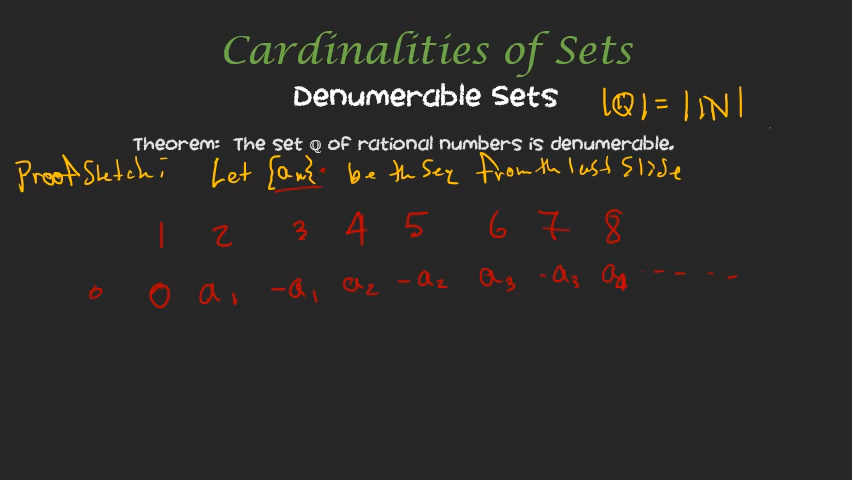 Cardinalities of Sets
Denumerable Sets |ℚ| = |ℕ|
Theorem: The set ℚ of rational numbers is denumerable.
Proof Sketch: Let {aₙ} be the seq from the last slide
1 2 3 4 5 6 7 8
0 0 a₁ -a₁ a₂ -a₂ a₃ -a₃ a₄ ......